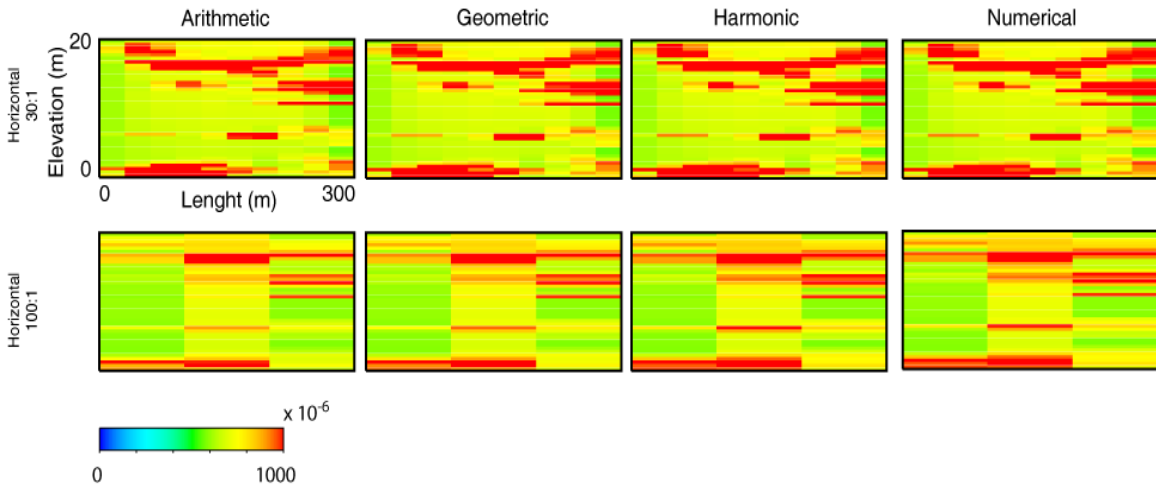 Arithmetic Geometric Harmonic Numerical
Horizontal
30:1
Elevation (m)
20
0
0 Lenght (m) 300
Horizontal
100:1
x 10⁻⁶
0 1000